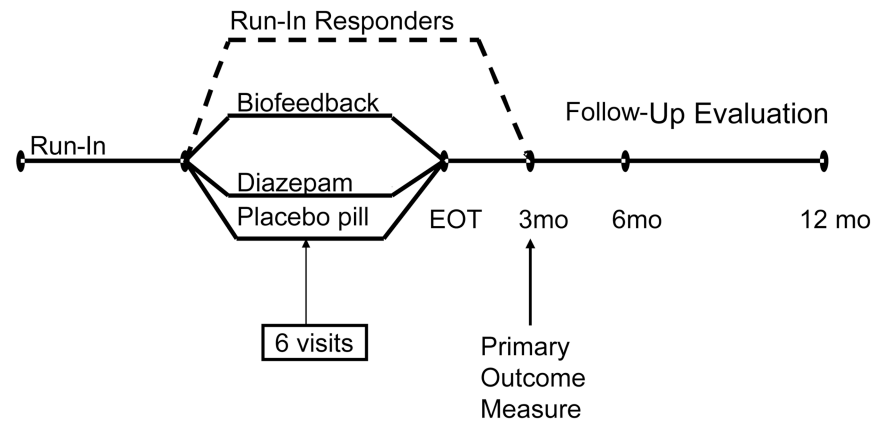 Run-In Responders
Biofeedback
Follow-Up Evaluation
Run-In
Diazepam
Placebo pill
EOT
3mo
6mo
12 mo
6 visits
Primary
Outcome
Measure